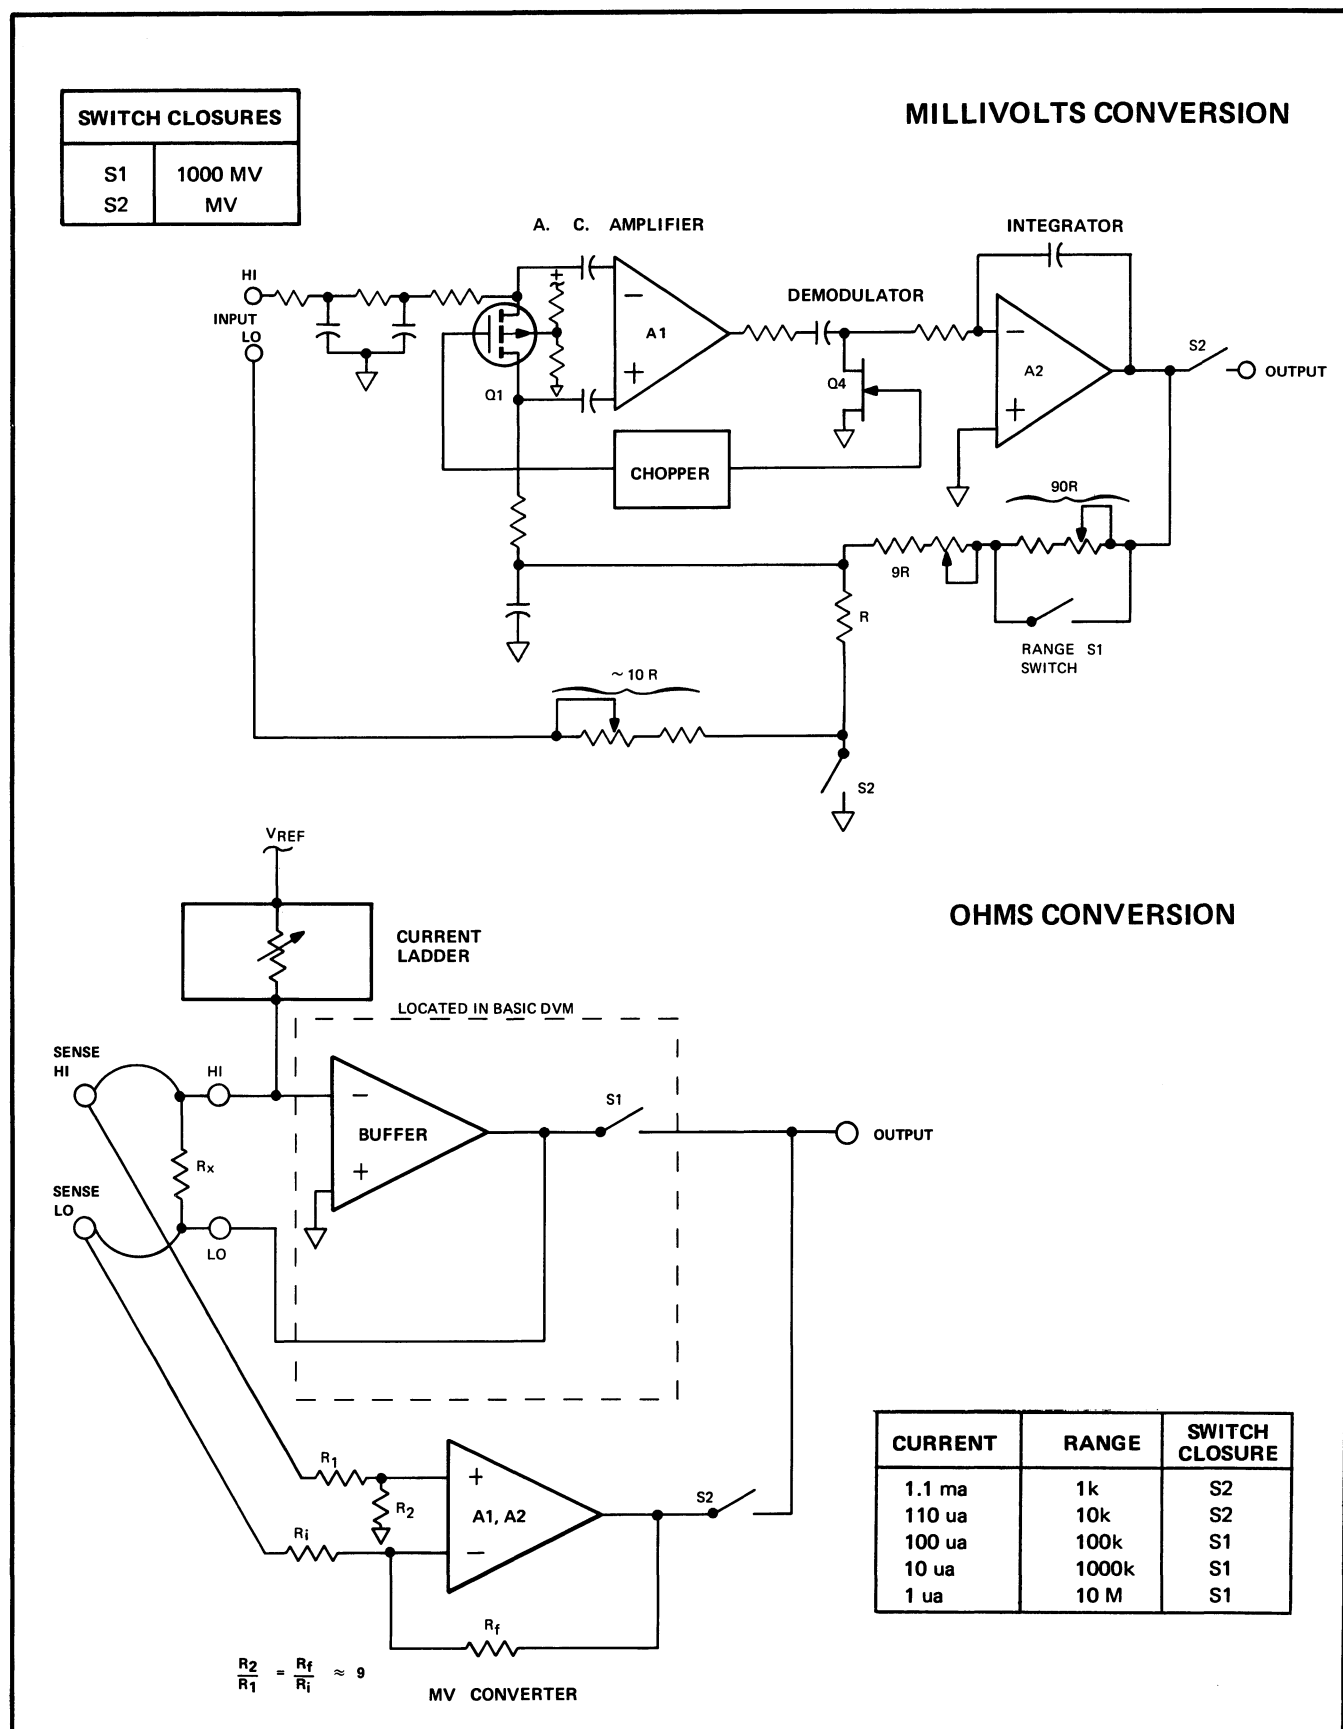 SWITCH CLOSURES
S1 1000 MV
S2 MV
MILLIVOLTS CONVERSION
A. C. AMPLIFIER
INTEGRATOR
HI
INPUT
LO
+
−
A1
+
Q1
DEMODULATOR
Q4
CHOPPER
−
A2
+
S2
OUTPUT
90R
9R
R
RANGE S1
SWITCH
~ 10 R
S2
VREF
OHMS CONVERSION
CURRENT
LADDER
LOCATED IN BASIC DVM
SENSE
HI
HI
−
BUFFER
+
S1
OUTPUT
Rx
SENSE
LO
LO
R1
R2
+
A1, A2
−
S2
Ri
Rf
R2/R1 = Rf/Ri ≈ 9
MV CONVERTER
CURRENT RANGE SWITCH CLOSURE
1.1 ma 1k S2
110 ua 10k S2
100 ua 100k S1
10 ua 1000k S1
1 ua 10 M S1